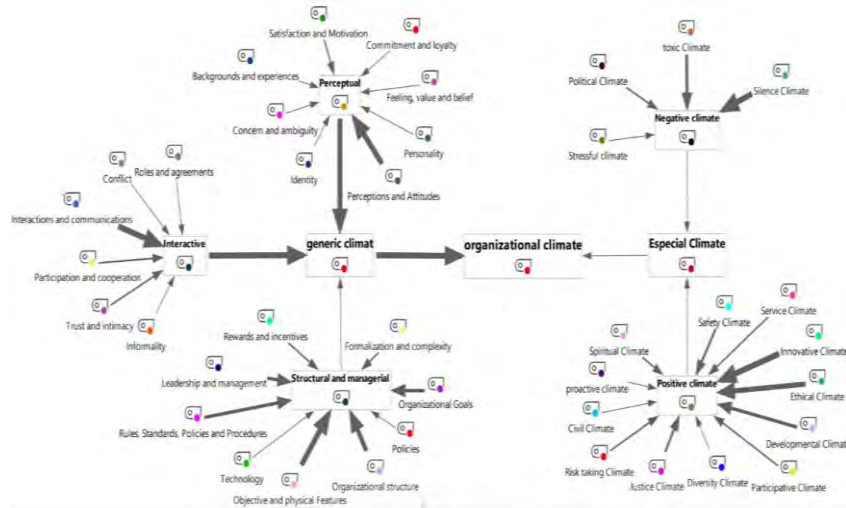 Satisfaction and Motivation
Commitment and loyalty
Backgrounds and experiences
Perceptual
Feeling, value and belief
Concern and ambiguity
Personality
Identity
Perceptions and Attitudes
toxic Climate
Political Climate
Silence Climate
Negative climate
Stressful climate
Conflict
Roles and agreements
Interactions and communications
Interactive
Participation and cooperation
Trust and intimacy
Informality
generic climat
organizational climate
Especial Climate
Rewards and incentives
Formalization and complexity
Leadership and management
Structural and managerial
Organizational Goals
Rules, Standards, Policies and Procedures
Policies
Technology
Organizational structure
Objective and physical Features
Service Climate
Safety Climate
Spiritual Climate
Innovative Climate
proactive climate
Positive climate
Ethical Climate
Civil Climate
Developmental Climat
Risk taking Climate
Justice Climate
Diversity Climate
Participative Climate